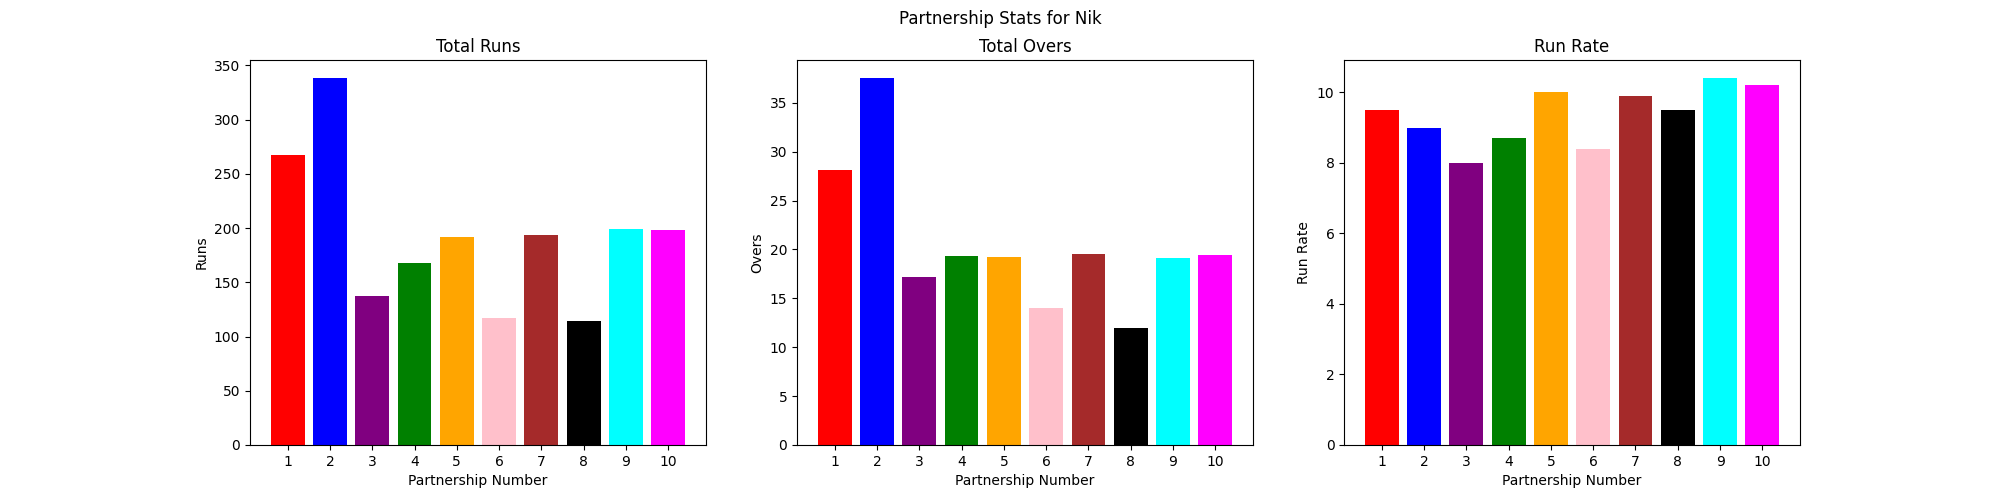 Partnership Stats for Nik
Total Runs
350
300
250
200
150
100
50
0
Runs
1 2 3 4 5 6 7 8 9 10
Partnership Number
Total Overs
35
30
25
20
15
10
5
0
Overs
1 2 3 4 5 6 7 8 9 10
Partnership Number
Run Rate
10
8
6
4
2
0
Run Rate
1 2 3 4 5 6 7 8 9 10
Partnership Number